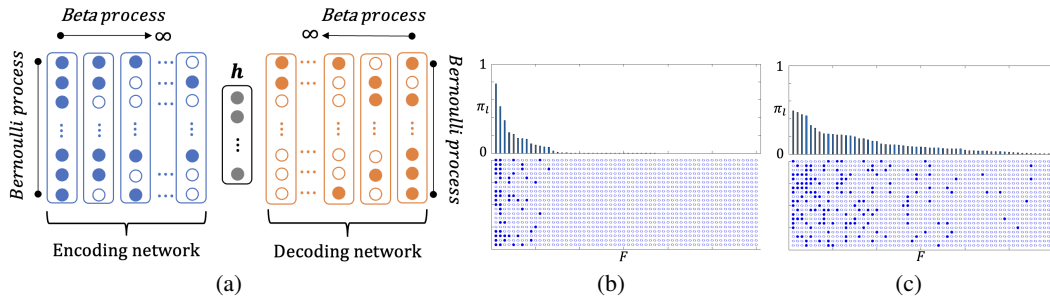 Beta process
∞
Bernoulli process
Encoding network
h
Beta process
∞
Bernoulli process
Decoding network
(a)
1
π_l
0
F
(b)
1
π_l
0
F
(c)